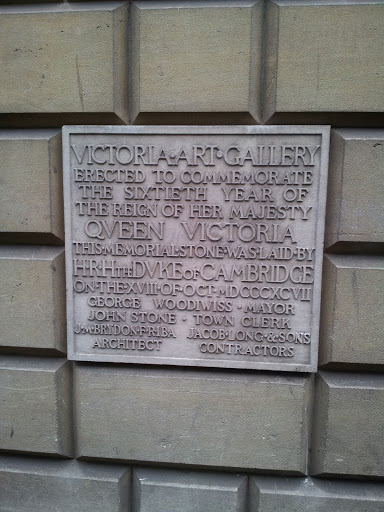 VICTORIA·ART·GALLERY
ERECTED TO COMMEMORATE
THE SIXTIETH YEAR OF
THE REIGN OF HER MAJESTY
QVEEN VICTORIA
THIS·MEMORIAL·STONE·WAS·LAID·BY
H·R·H·THE DVKE OF CAMBRIDGE
ON·THE XVIII·OF·OCT·MDCCCXCVII
GEORGE WOODIWISS·MAYOR
JOHN STONE·TOWN CLERK
J·M·BRYDON·F·R·I·B·A JACOB·LONG·&·SONS
ARCHITECT CONTRACTORS